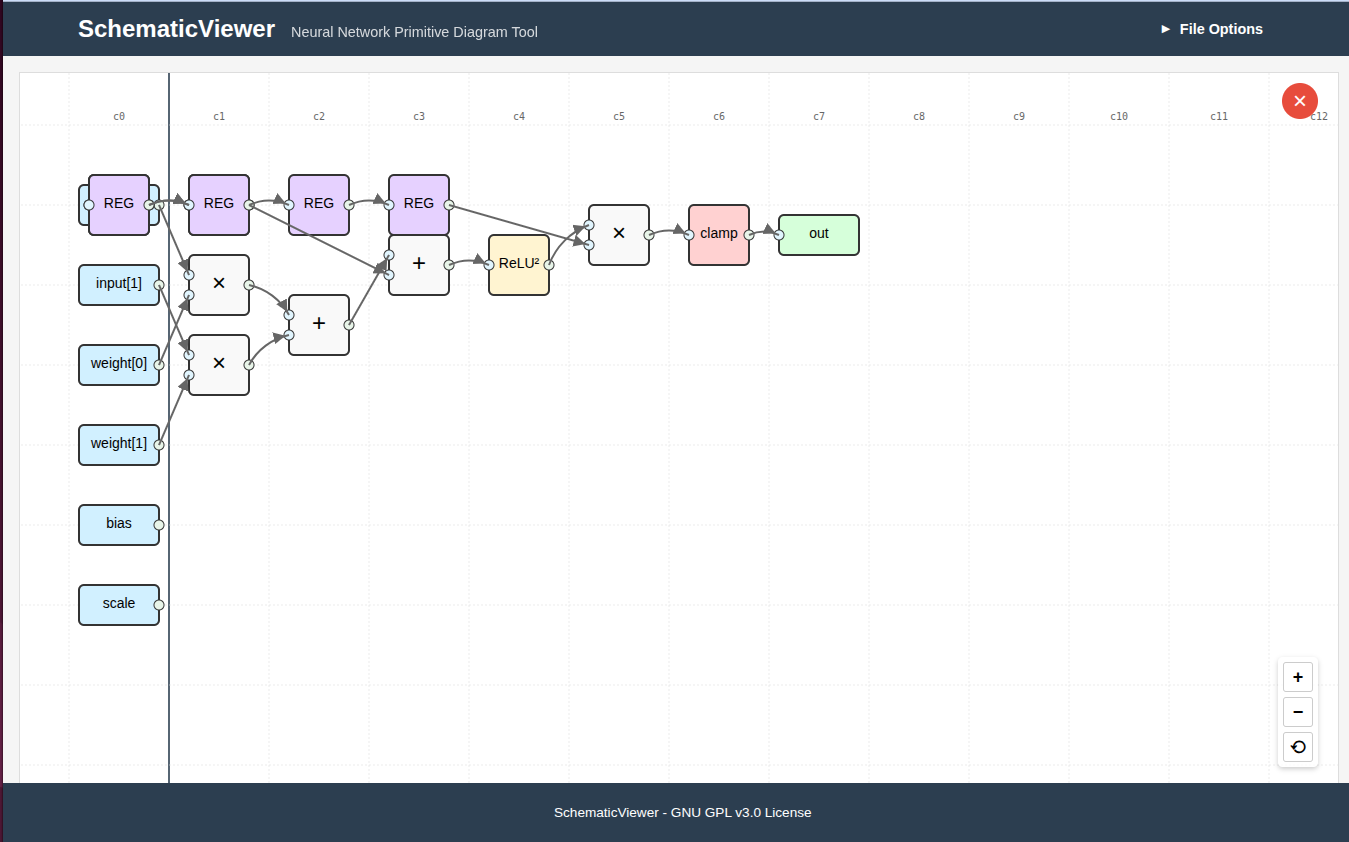 SchematicViewer Neural Network Primitive Diagram Tool ► File Options
✕
c0 c1 c2 c3 c4 c5 c6 c7 c8 c9 c10 c11 c12
REG REG REG REG
× clamp out
+ ReLU²
input[1] ×
+
weight[0] ×
weight[1]
bias
scale
+
−
⟲
SchematicViewer - GNU GPL v3.0 License